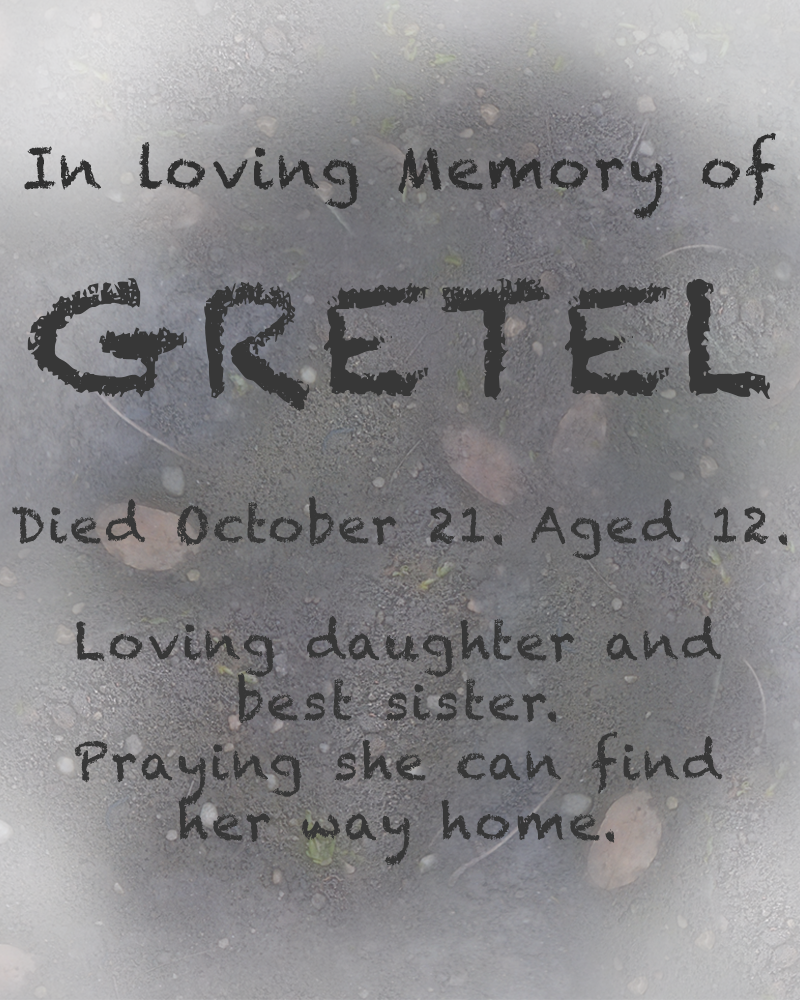 In loving Memory of
GRETEL
Died October 21. Aged 12.
Loving daughter and
best sister.
Praying she can find
her way home.